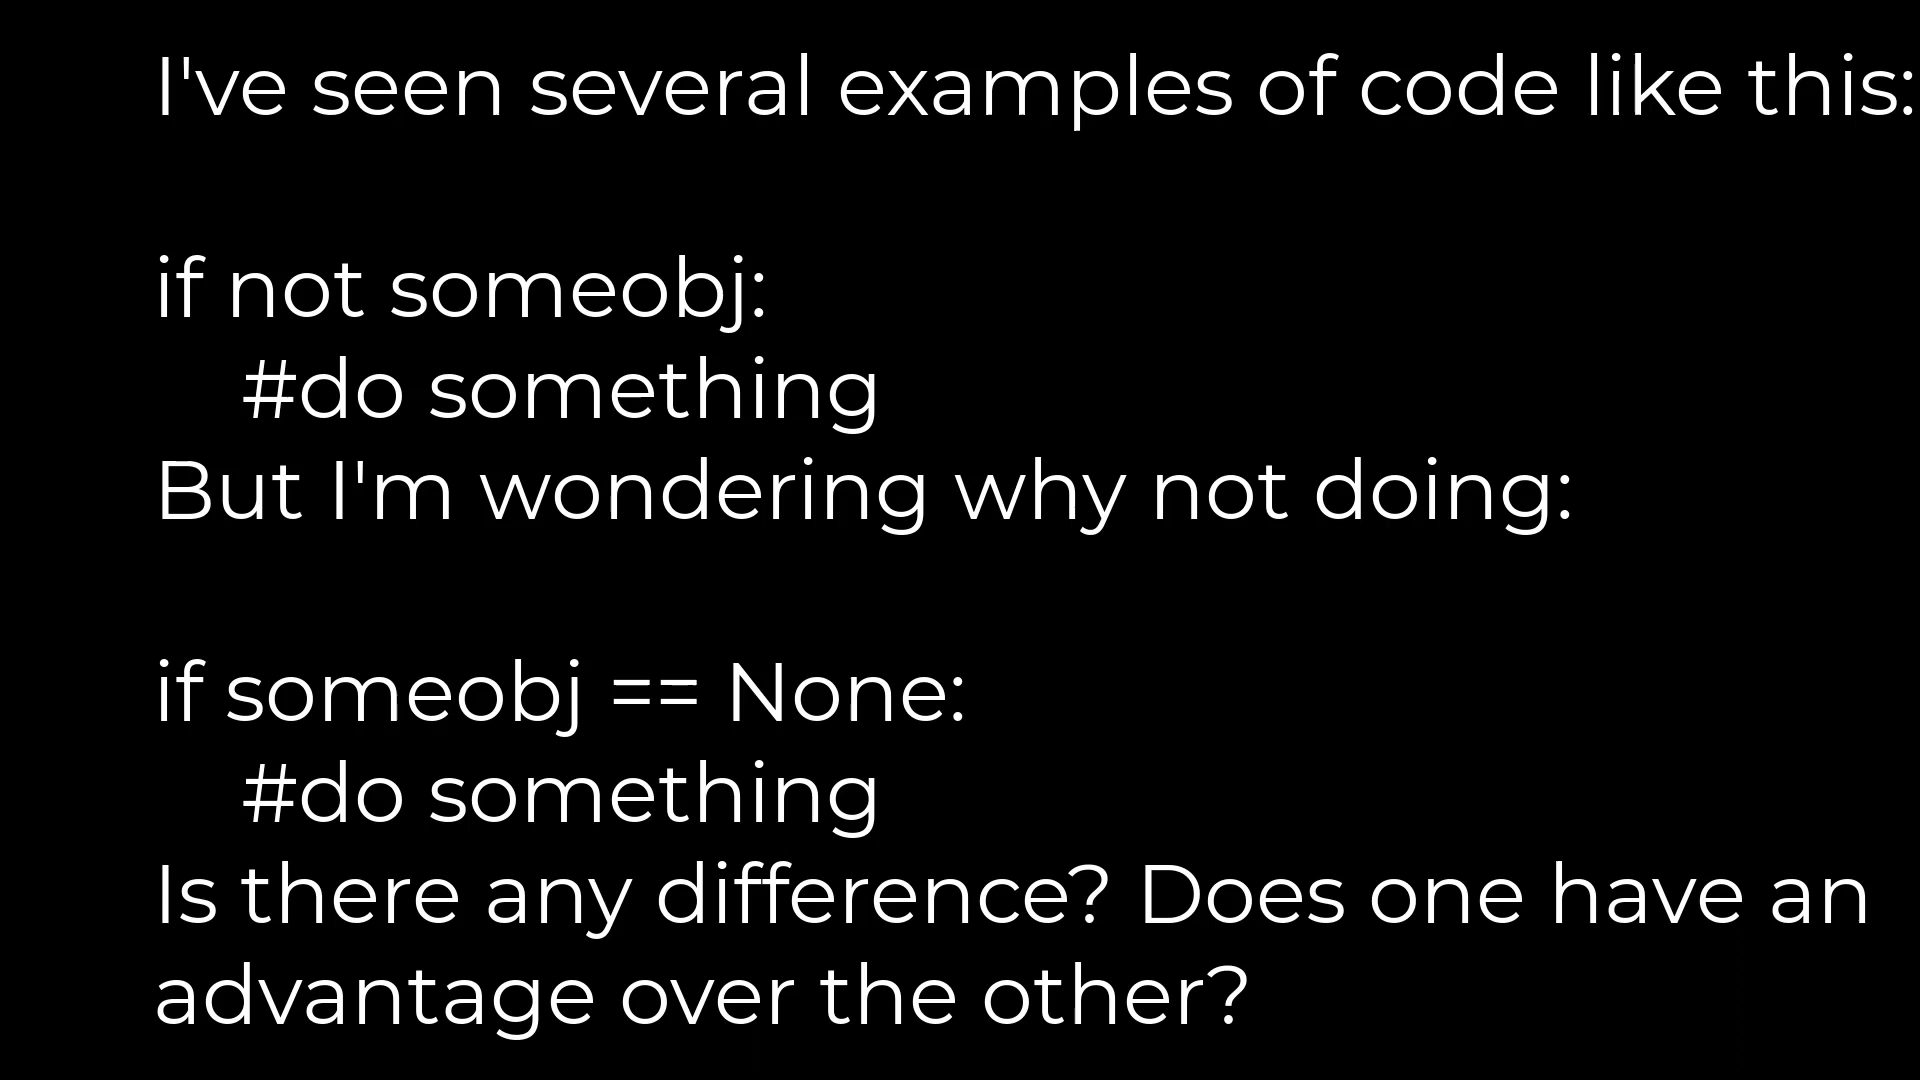 I've seen several examples of code like this:
if not someobj:
    #do something
But I'm wondering why not doing:
if someobj == None:
    #do something
Is there any difference? Does one have an
advantage over the other?